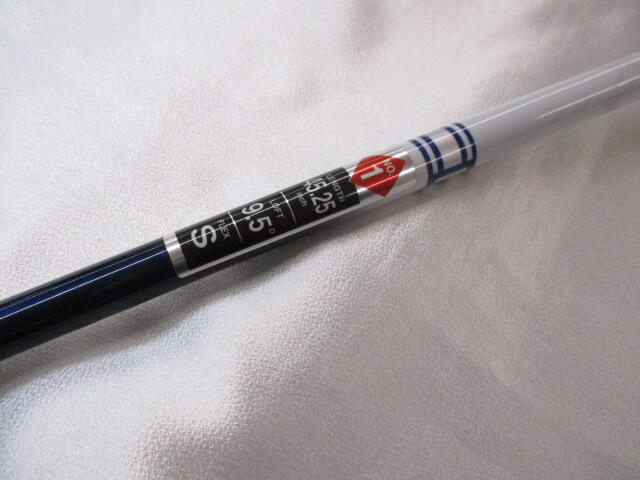 NO.
1
LENGTH
45.25
inch
LOFT
9.5°
FLEX
S